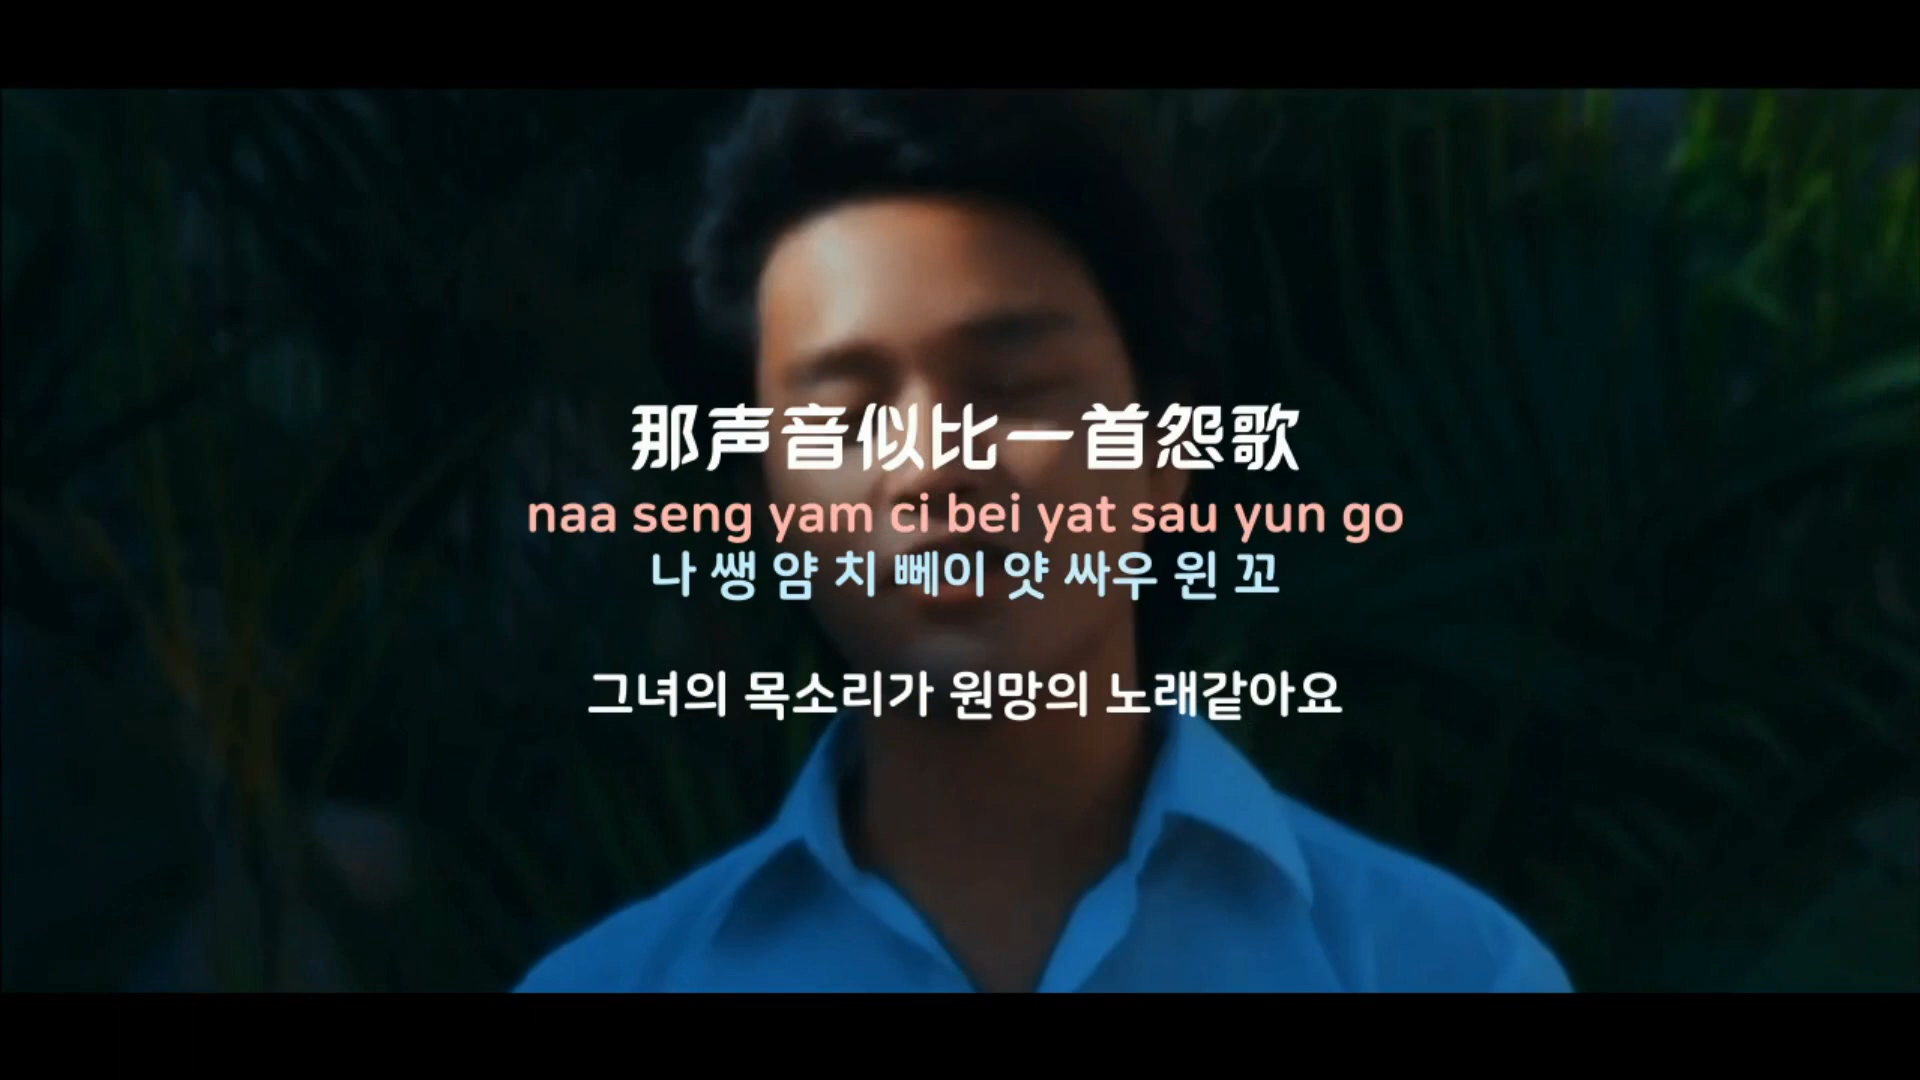 那声音似比一首怨歌
naa seng yam ci bei yat sau yun go
나 쌩 얌 치 뻬이 얏 싸우 윈 꼬
그녀의 목소리가 원망의 노래같아요